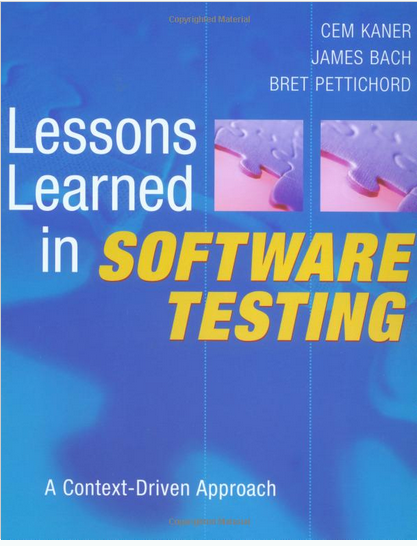 Copyrighted Material
CEM KANER
JAMES BACH
BRET PETTICHORD
Lessons
Learned
in SOFTWARE
TESTING
A Context-Driven Approach
Copyrighted Material